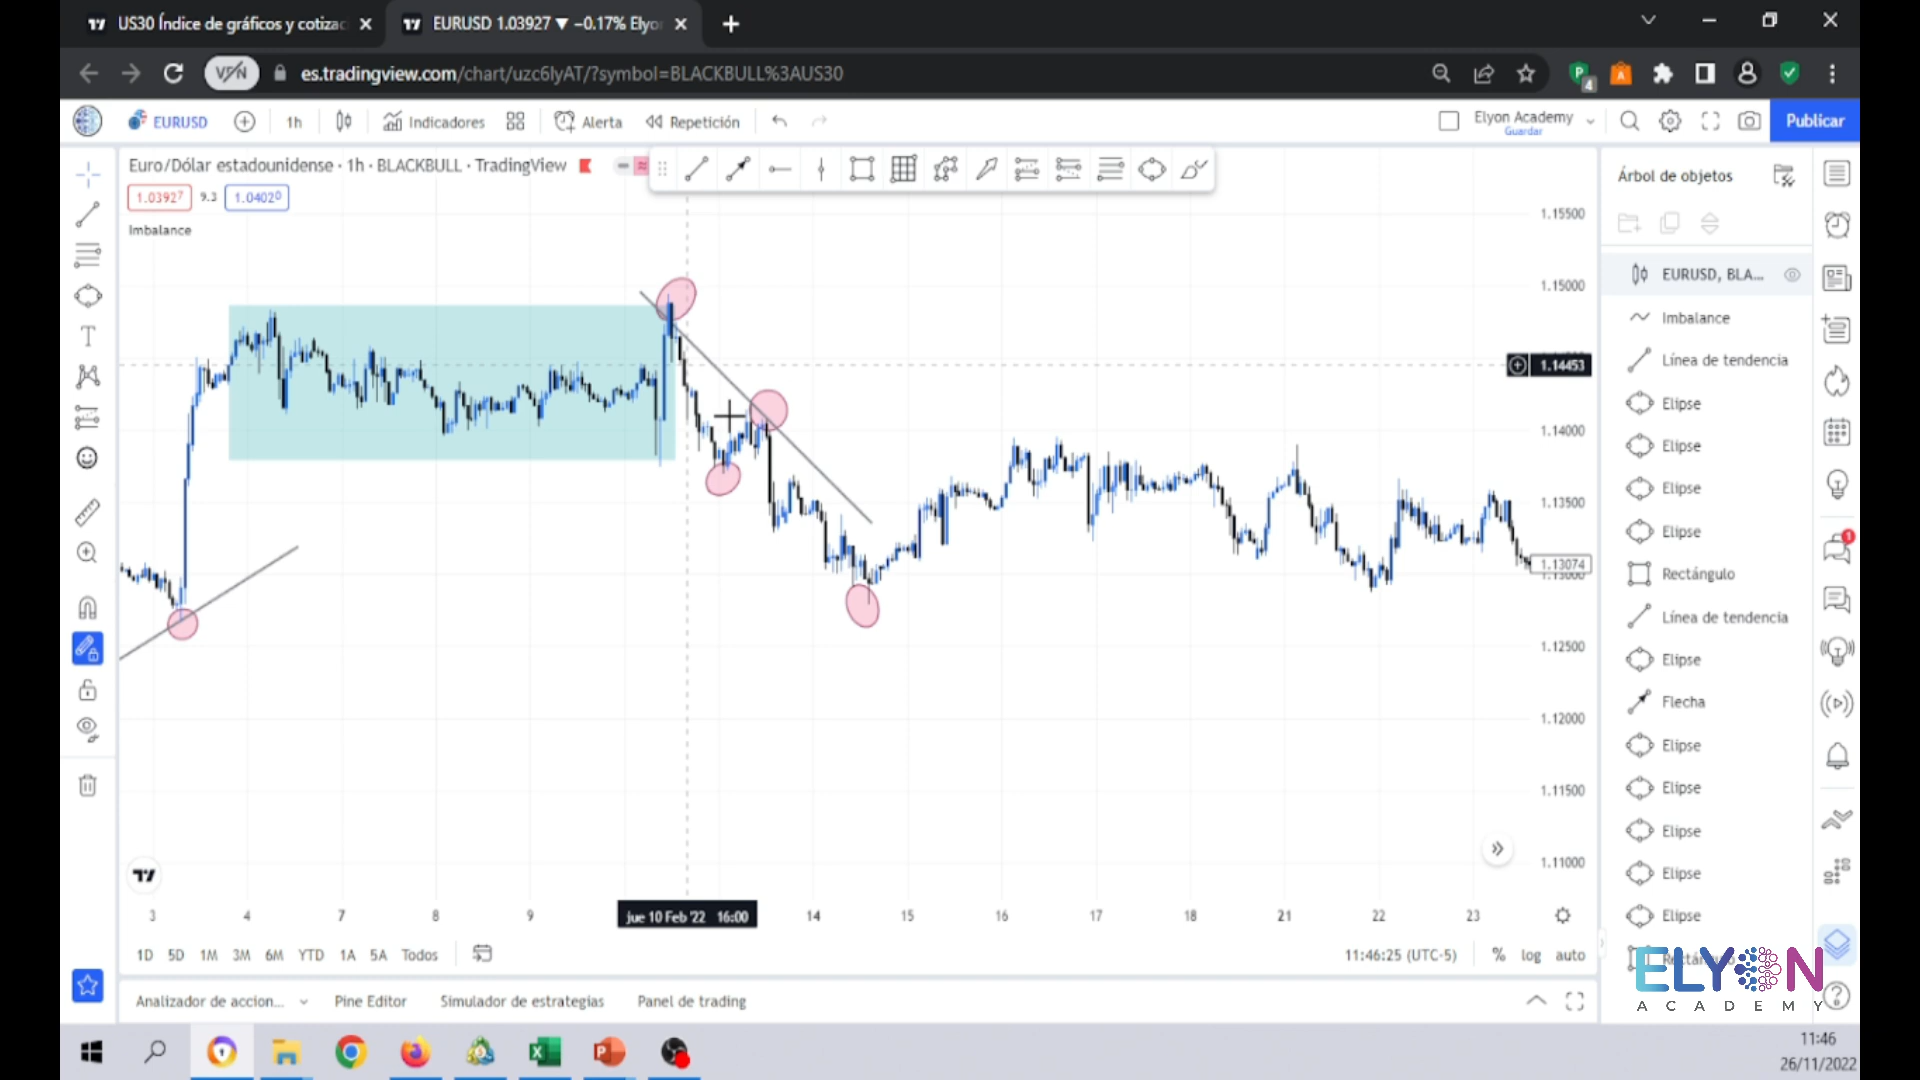 US30 Índice de gráficos y cotizac
EURUSD 1.03927 ▼ −0.17% Elyo
VPN
es.tradingview.com/chart/uzc6lyAT/?symbol=BLACKBULL%3AUS30
4
EURUSD
1h
Indicadores
Alerta
Repetición
Elyon Academy
Guardar
Publicar
Euro/Dólar estadounidense · 1h · BLACKBULL · TradingView
1.03927
9.3
1.04020
Imbalance
Árbol de objetos
EURUSD, BLA...
Imbalance
Línea de tendencia
Elipse
Elipse
Elipse
Elipse
Rectángulo
Línea de tendencia
Elipse
Flecha
Elipse
Elipse
Elipse
Elipse
Elipse
1.15500
1.15000
1.14453
1.14000
1.13500
1.13074
1.13000
1.12500
1.12000
1.11500
1.11000
1
3
4
7
8
9
jue 10 Feb '22 16:00
14
15
16
17
18
21
22
23
1D 5D 1M 3M 6M YTD 1A 5A Todos
11:46:25 (UTC-5)
% log auto
Analizador de accion...
Pine Editor
Simulador de estrategias
Panel de trading
ELYON
ACADEMY
11:46
26/11/2022